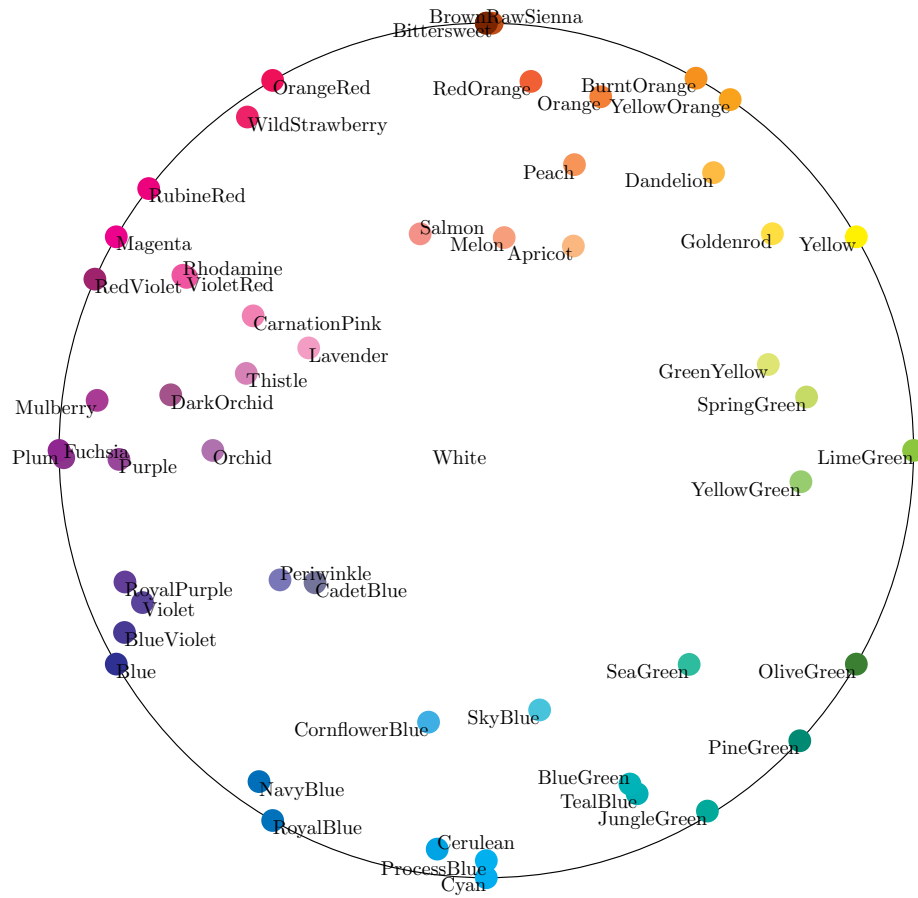 BrownRawSienna
Bittersweet
OrangeRed
RedOrange
BurntOrange
Orange
YellowOrange
WildStrawberry
Peach
Dandelion
RubineRed
Salmon
Magenta
Melon
Apricot
Goldenrod
Yellow
Rhodamine
RedViolet
VioletRed
CarnationPink
Lavender
GreenYellow
Thistle
DarkOrchid
SpringGreen
Mulberry
Fuchsia
Plum
Purple
Orchid
White
LimeGreen
YellowGreen
Periwinkle
RoyalPurple
CadetBlue
Violet
BlueViolet
Blue
SeaGreen
OliveGreen
SkyBlue
CornflowerBlue
PineGreen
BlueGreen
NavyBlue
TealBlue
JungleGreen
RoyalBlue
Cerulean
ProcessBlue
Cyan